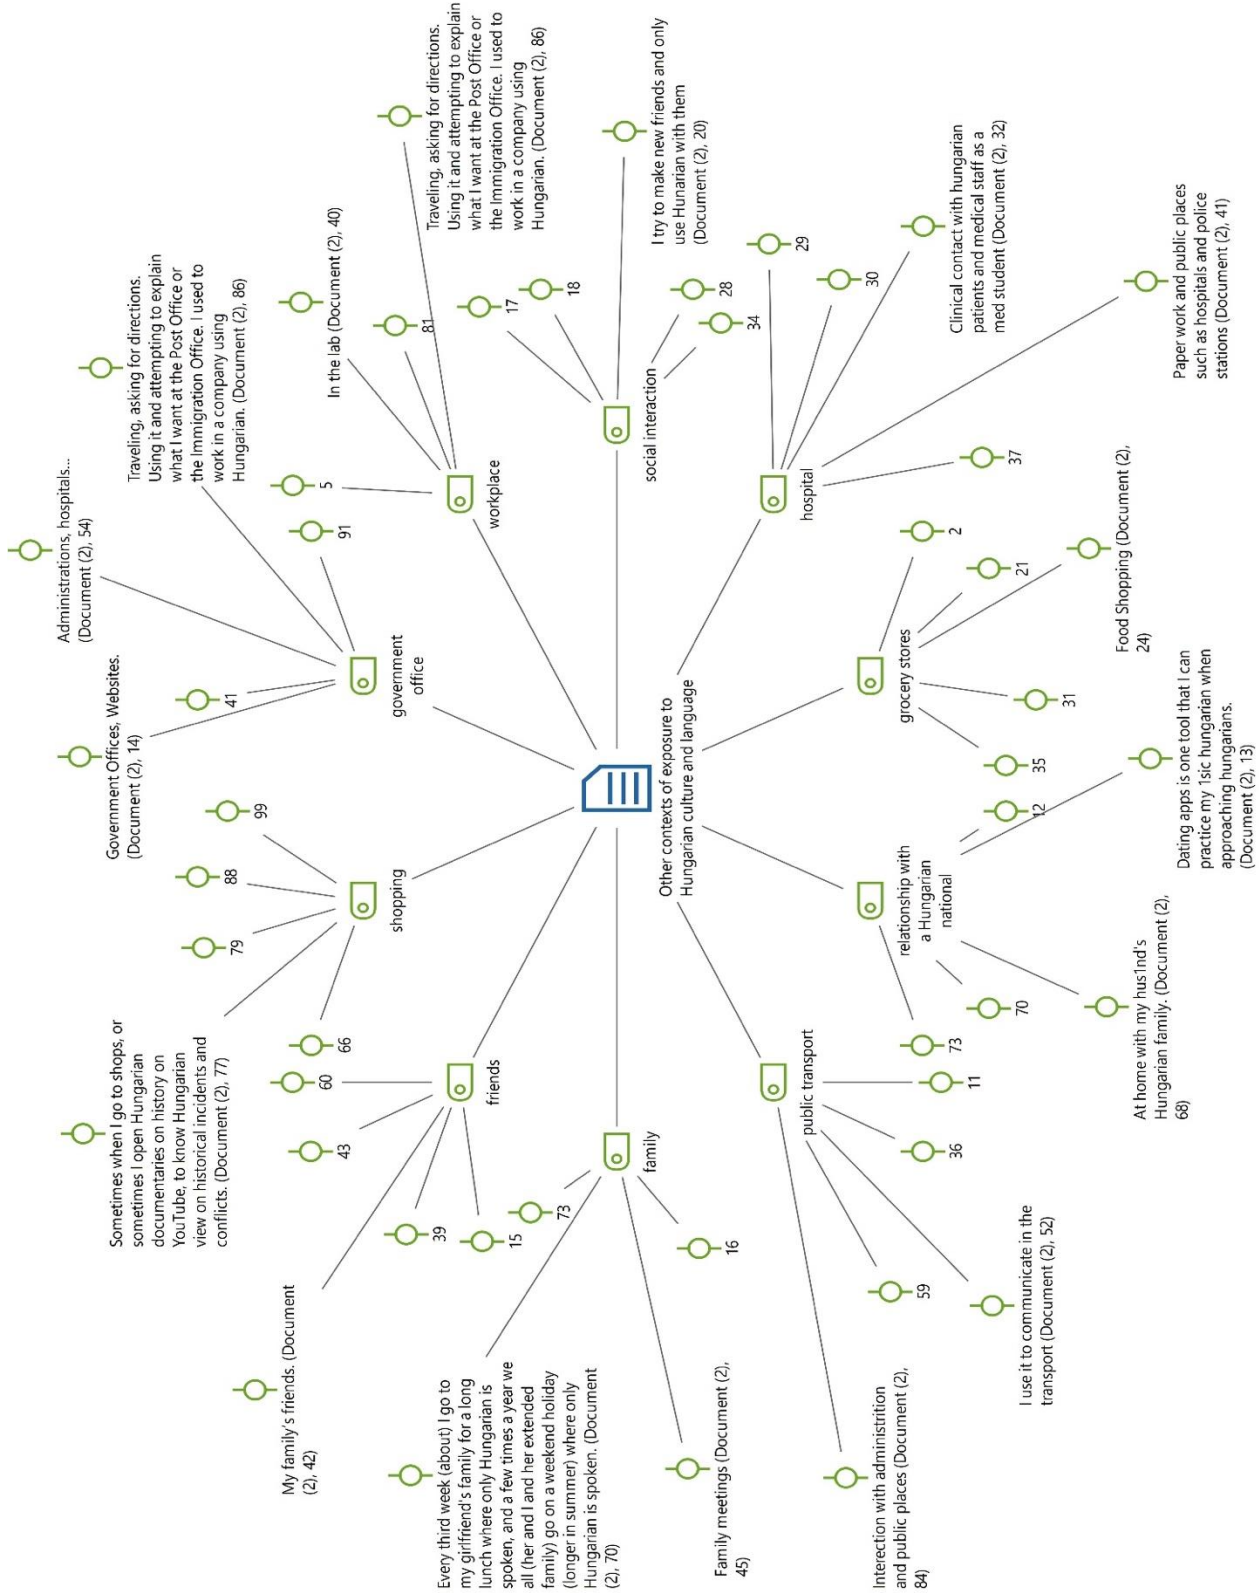 Other contexts of exposure to
Hungarian culture and language
shopping
Sometimes when I go to shops, or
sometimes I open Hungarian
documentaries on history on
YouTube, to know Hungarian
view on historical incidents and
conflicts. (Document (2), 77)
66
79
88
99
government
office
Government Offices, Websites.
(Document (2), 14)
41
Administrations, hospitals...
(Document (2), 54)
Traveling, asking for directions.
Using it and attempting to explain
what I want at the Post Office or
the Immigration Office. I used to
work in a company using
Hungarian. (Document (2), 86)
91
workplace
5
In the lab (Document (2), 40)
81
Traveling, asking for directions.
Using it and attempting to explain
what I want at the Post Office or
the Immigration Office. I used to
work in a company using
Hungarian. (Document (2), 86)
social interaction
17
18
I try to make new friends and only
use Hunarian with them
(Document (2), 20)
28
34
hospital
29
30
Clinical contact with hungarian
patients and medical staff as a
med student (Document (2), 32)
Paper work and public places
such as hospitals and police
stations (Document (2), 41)
37
grocery stores
2
21
Food Shopping (Document (2),
24)
31
35
relationship with
a Hungarian
national
12
Dating apps is one tool that I can
practice my 1sic hungarian when
approaching hungarians.
(Document (2), 13)
At home with my hus1nd's
Hungarian family. (Document (2),
68)
70
73
public transport
11
36
I use it to communicate in the
transport (Document (2), 52)
59
Interection with administrition
and public places (Document (2),
84)
family
16
Family meetings (Document (2),
45)
Every third week (about) I go to
my girlfriend's family for a long
lunch where only Hungarian is
spoken, and a few times a year we
all (her and I and her extended
family) go on a weekend holiday
(longer in summer) where only
Hungarian is spoken. (Document
(2), 70)
73
friends
15
39
My family's friends. (Document
(2), 42)
43
60